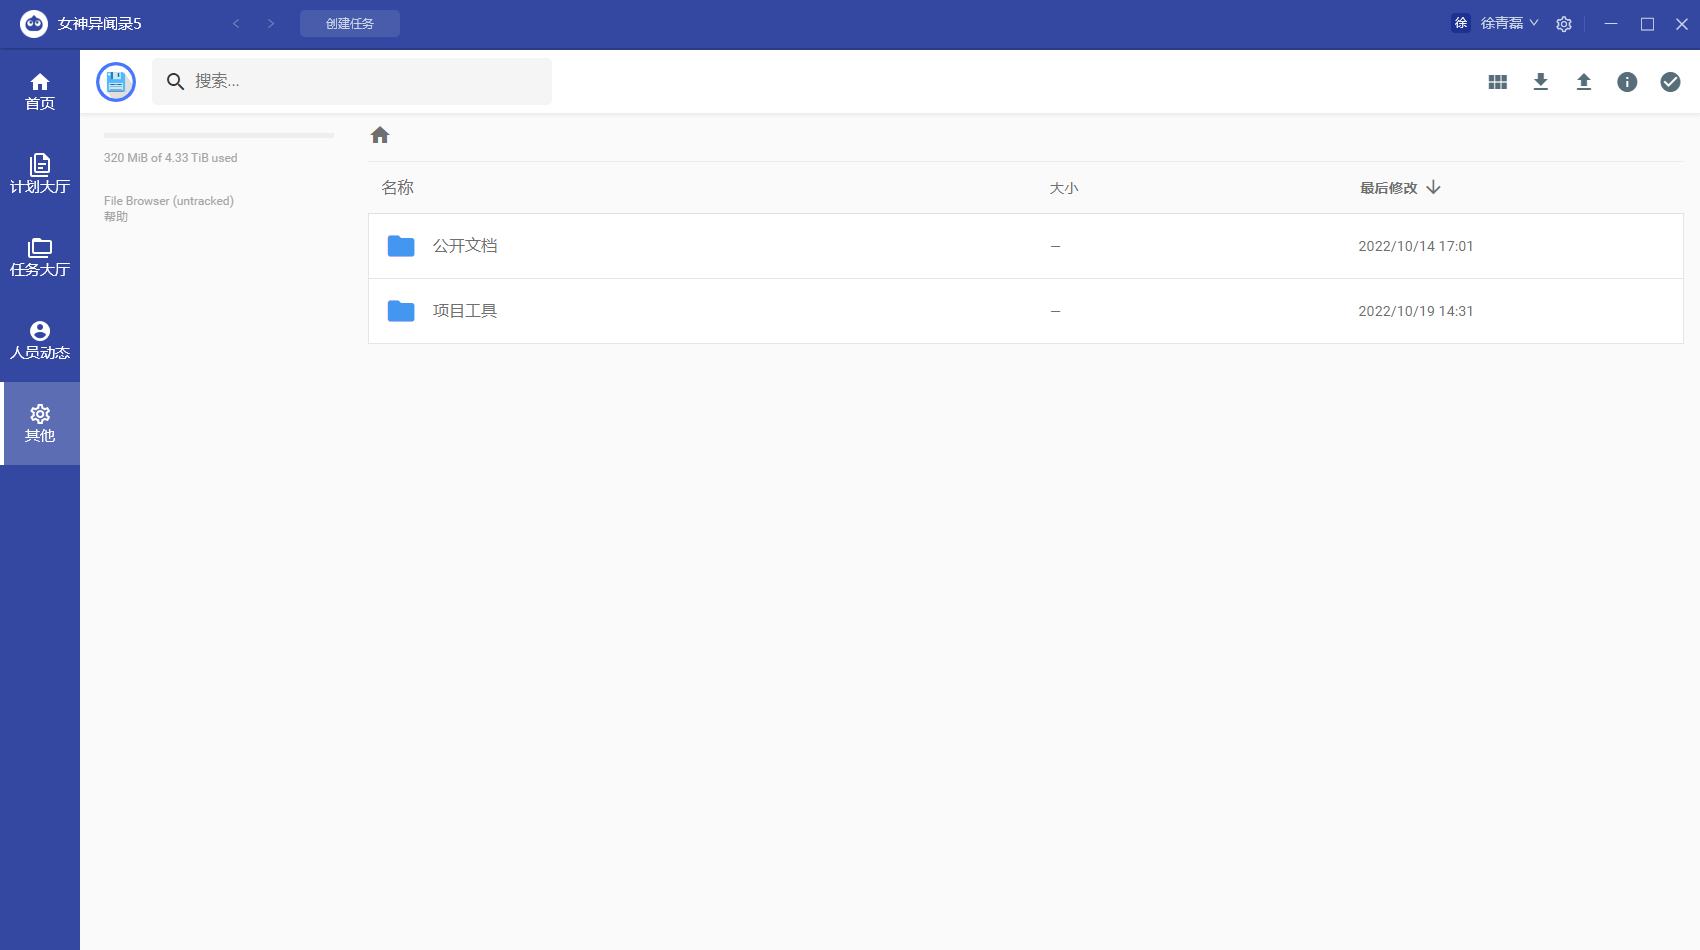 女神异闻录5
创建任务
徐
徐青磊
首页
计划大厅
任务大厅
人员动态
其他
搜索...
320 MiB of 4.33 TiB used
File Browser (untracked)
帮助
名称 大小 最后修改
公开文档 — 2022/10/14 17:01
项目工具 — 2022/10/19 14:31